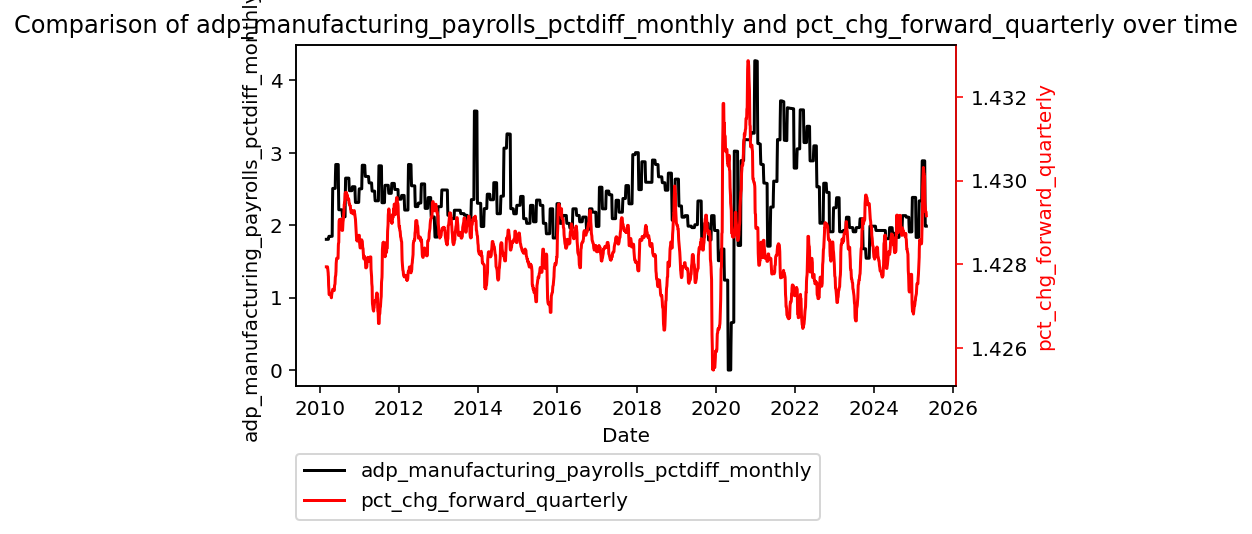 Comparison of adp_manufacturing_payrolls_pctdiff_monthly and pct_chg_forward_quarterly over time
adp_manufacturing_payrolls_pctdiff_monthly
4
3
2
1
0
1.432
1.430
1.428
1.426
pct_chg_forward_quarterly
2010 2012 2014 2016 2018 2020 2022 2024 2026
Date
adp_manufacturing_payrolls_pctdiff_monthly
pct_chg_forward_quarterly